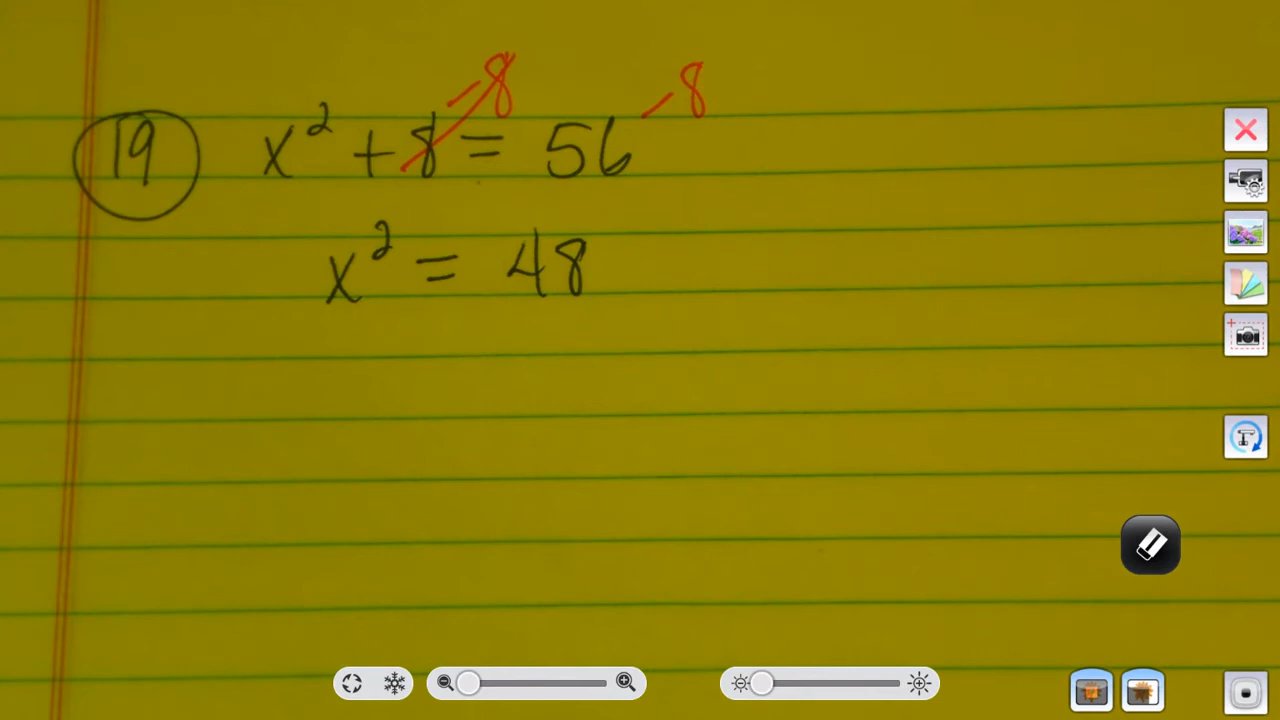 -8 -8
19 x² + 8 = 56
x² = 48